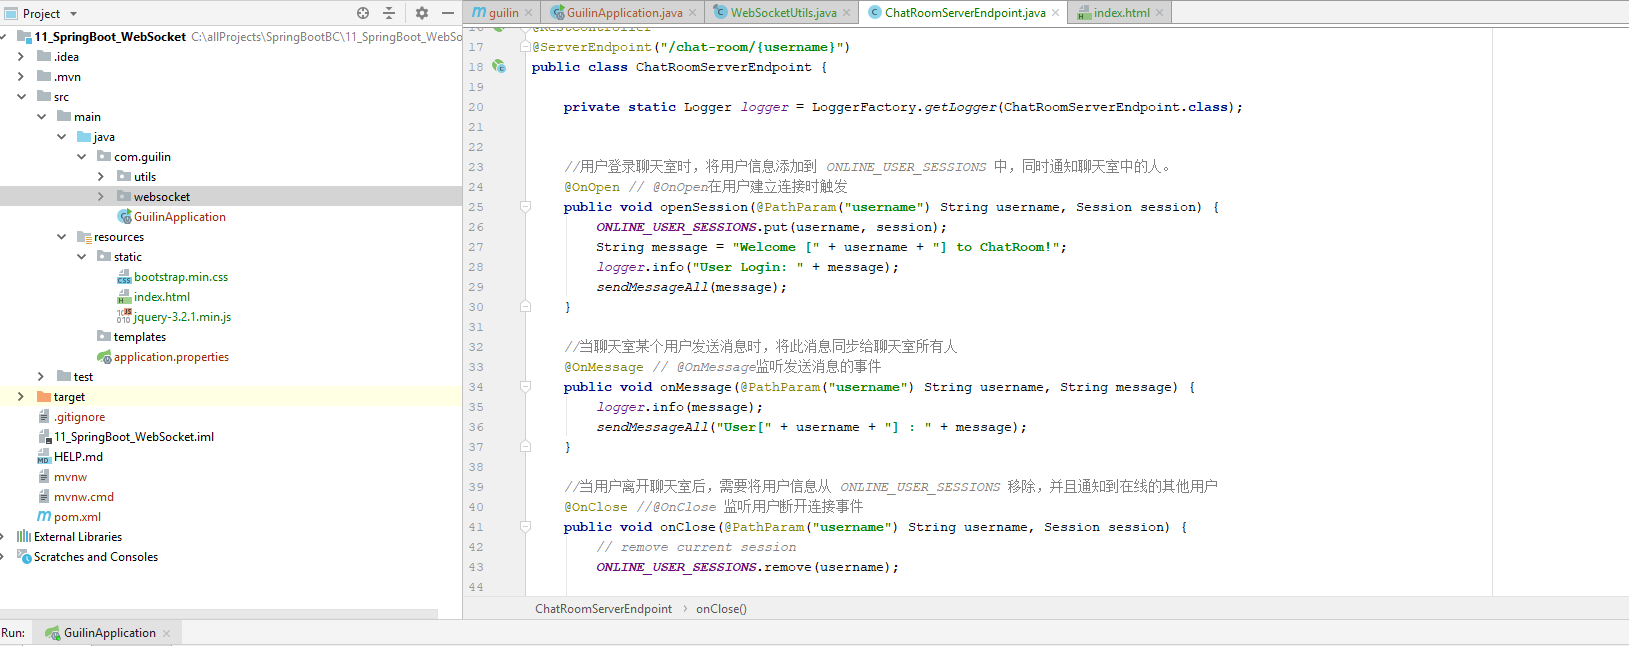 Project
11_SpringBoot_WebSocket C:\allProjects\SpringBootBC\11_SpringBoot_WebSo
.idea
.mvn
src
main
java
com.guilin
utils
websocket
GuilinApplication
resources
static
bootstrap.min.css
index.html
jquery-3.2.1.min.js
templates
application.properties
test
target
.gitignore
11_SpringBoot_WebSocket.iml
HELP.md
mvnw
mvnw.cmd
pom.xml
External Libraries
Scratches and Consoles
guilin GuilinApplication.java WebSocketUtils.java ChatRoomServerEndpoint.java index.html
16 @RestController
17 @ServerEndpoint("/chat-room/{username}")
18 public class ChatRoomServerEndpoint {
19
20 private static Logger logger = LoggerFactory.getLogger(ChatRoomServerEndpoint.class);
21
22
23 //用户登录聊天室时，将用户信息添加到 ONLINE_USER_SESSIONS 中，同时通知聊天室中的人。
24 @OnOpen // @OnOpen在用户建立连接时触发
25 public void openSession(@PathParam("username") String username, Session session) {
26 ONLINE_USER_SESSIONS.put(username, session);
27 String message = "Welcome [" + username + "] to ChatRoom!";
28 logger.info("User Login: " + message);
29 sendMessageAll(message);
30 }
31
32 //当聊天室某个用户发送消息时，将此消息同步给聊天室所有人
33 @OnMessage // @OnMessage监听发送消息的事件
34 public void onMessage(@PathParam("username") String username, String message) {
35 logger.info(message);
36 sendMessageAll("User[" + username + "] : " + message);
37 }
38
39 //当用户离开聊天室后，需要将用户信息从 ONLINE_USER_SESSIONS 移除，并且通知到在线的其他用户
40 @OnClose //@OnClose 监听用户断开连接事件
41 public void onClose(@PathParam("username") String username, Session session) {
42 // remove current session
43 ONLINE_USER_SESSIONS.remove(username);
44
ChatRoomServerEndpoint › onClose()
Run: GuilinApplication